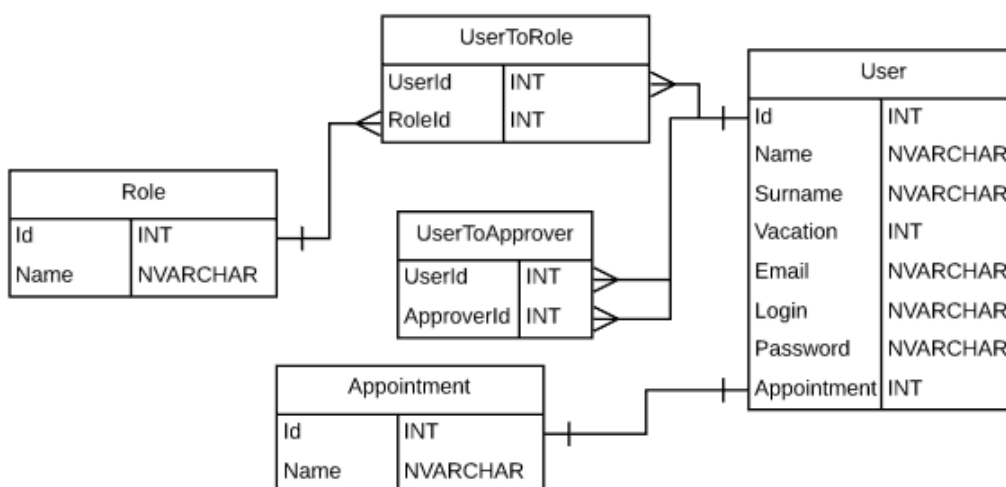 UserToRole
UserId INT
RoleId INT
User
Id INT
Name NVARCHAR
Surname NVARCHAR
Vacation INT
Email NVARCHAR
Login NVARCHAR
Password NVARCHAR
Appointment INT
Role
Id INT
Name NVARCHAR
UserToApprover
UserId INT
ApproverId INT
Appointment
Id INT
Name NVARCHAR